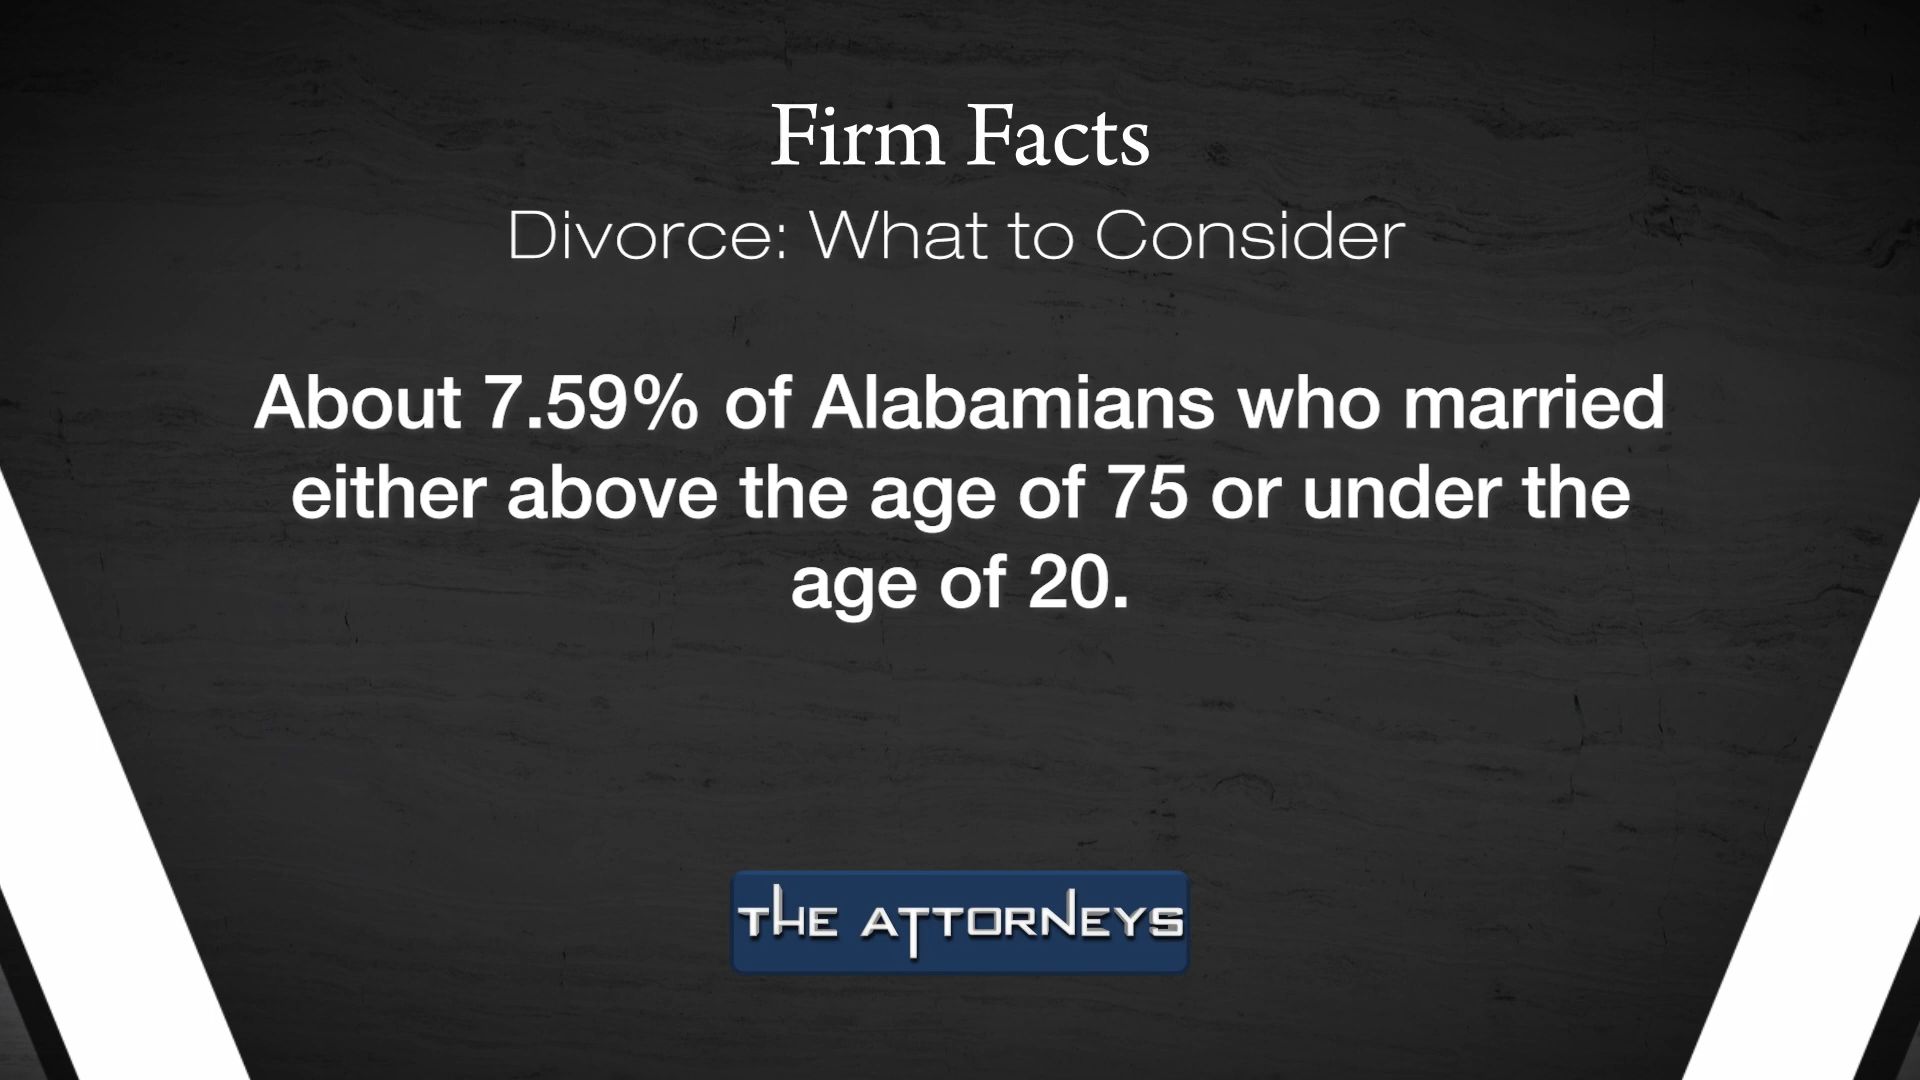 Firm Facts
Divorce: What to Consider
About 7.59% of Alabamians who married
either above the age of 75 or under the
age of 20.
THE ATTORNEYS